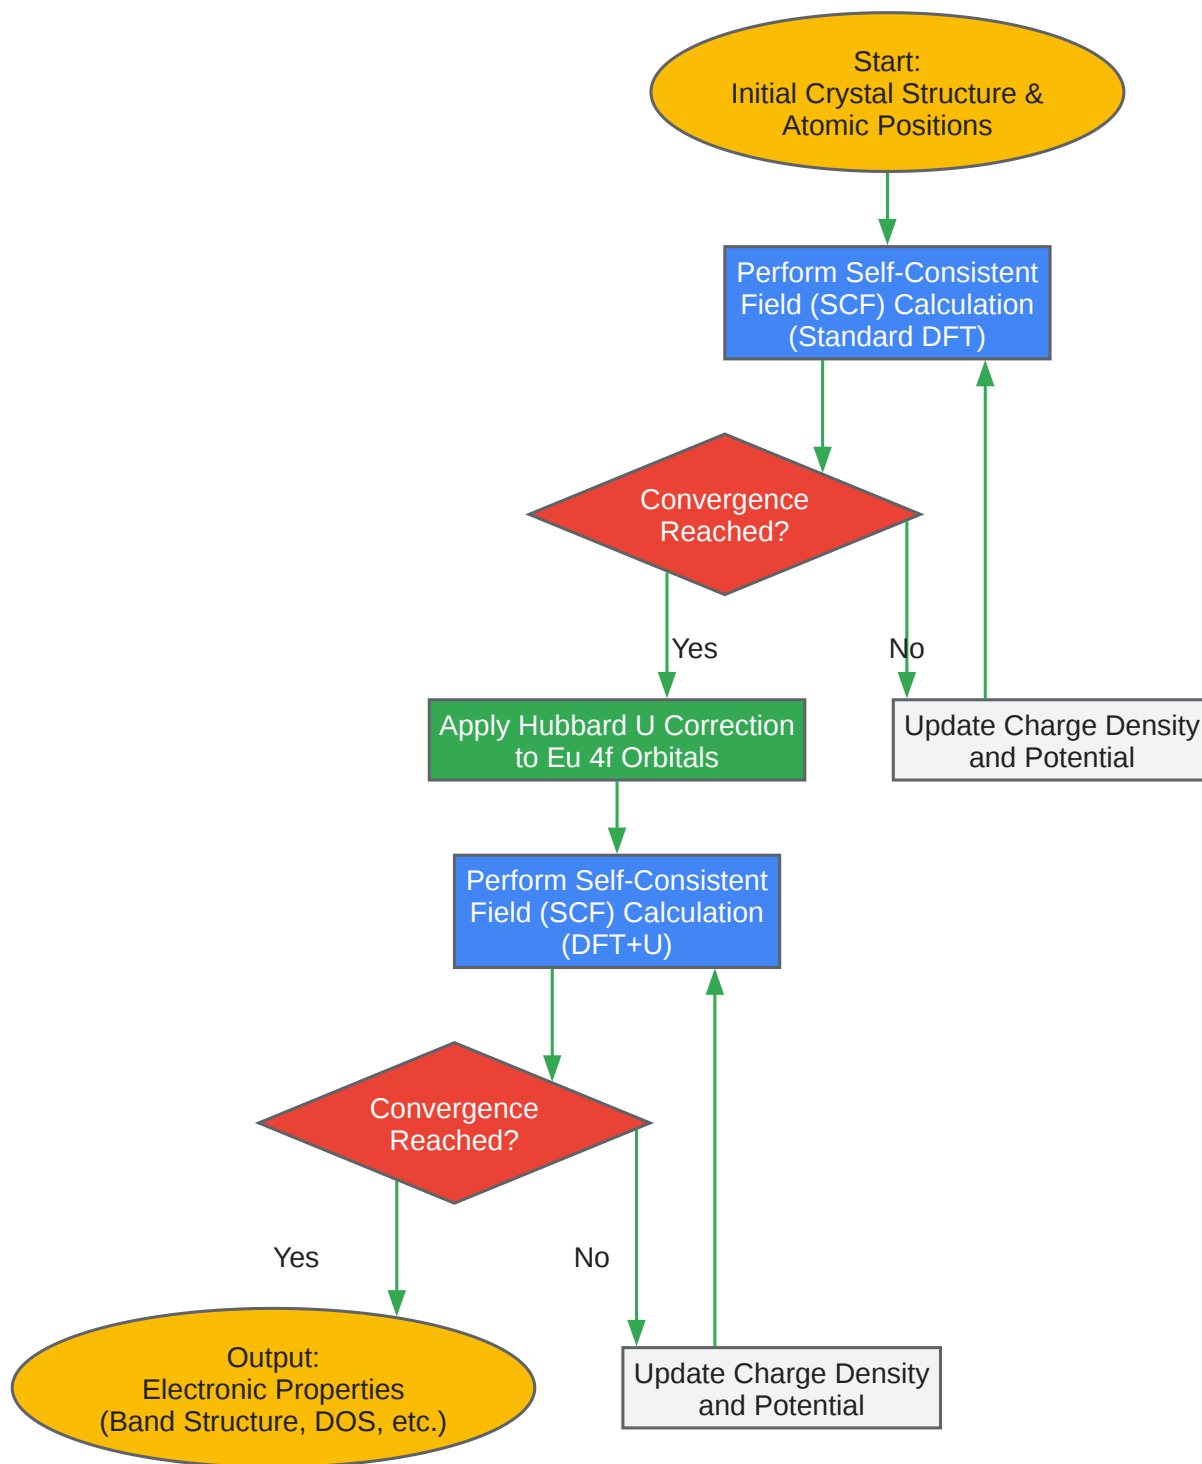 Start:
Initial Crystal Structure &
Atomic Positions
Perform Self-Consistent
Field (SCF) Calculation
(Standard DFT)
Convergence
Reached?
Yes
No
Apply Hubbard U Correction
to Eu 4f Orbitals
Update Charge Density
and Potential
Perform Self-Consistent
Field (SCF) Calculation
(DFT+U)
Convergence
Reached?
Yes
No
Output:
Electronic Properties
(Band Structure, DOS, etc.)
Update Charge Density
and Potential